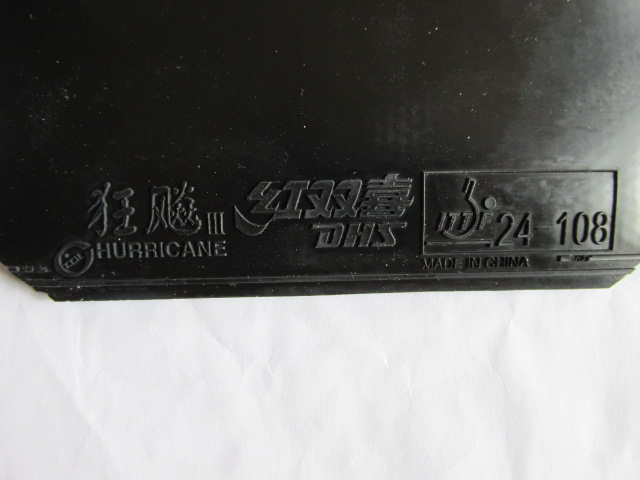 狂飚III
HURRICANE
红双喜
DHS
ITTF 24-108
MADE IN CHINA